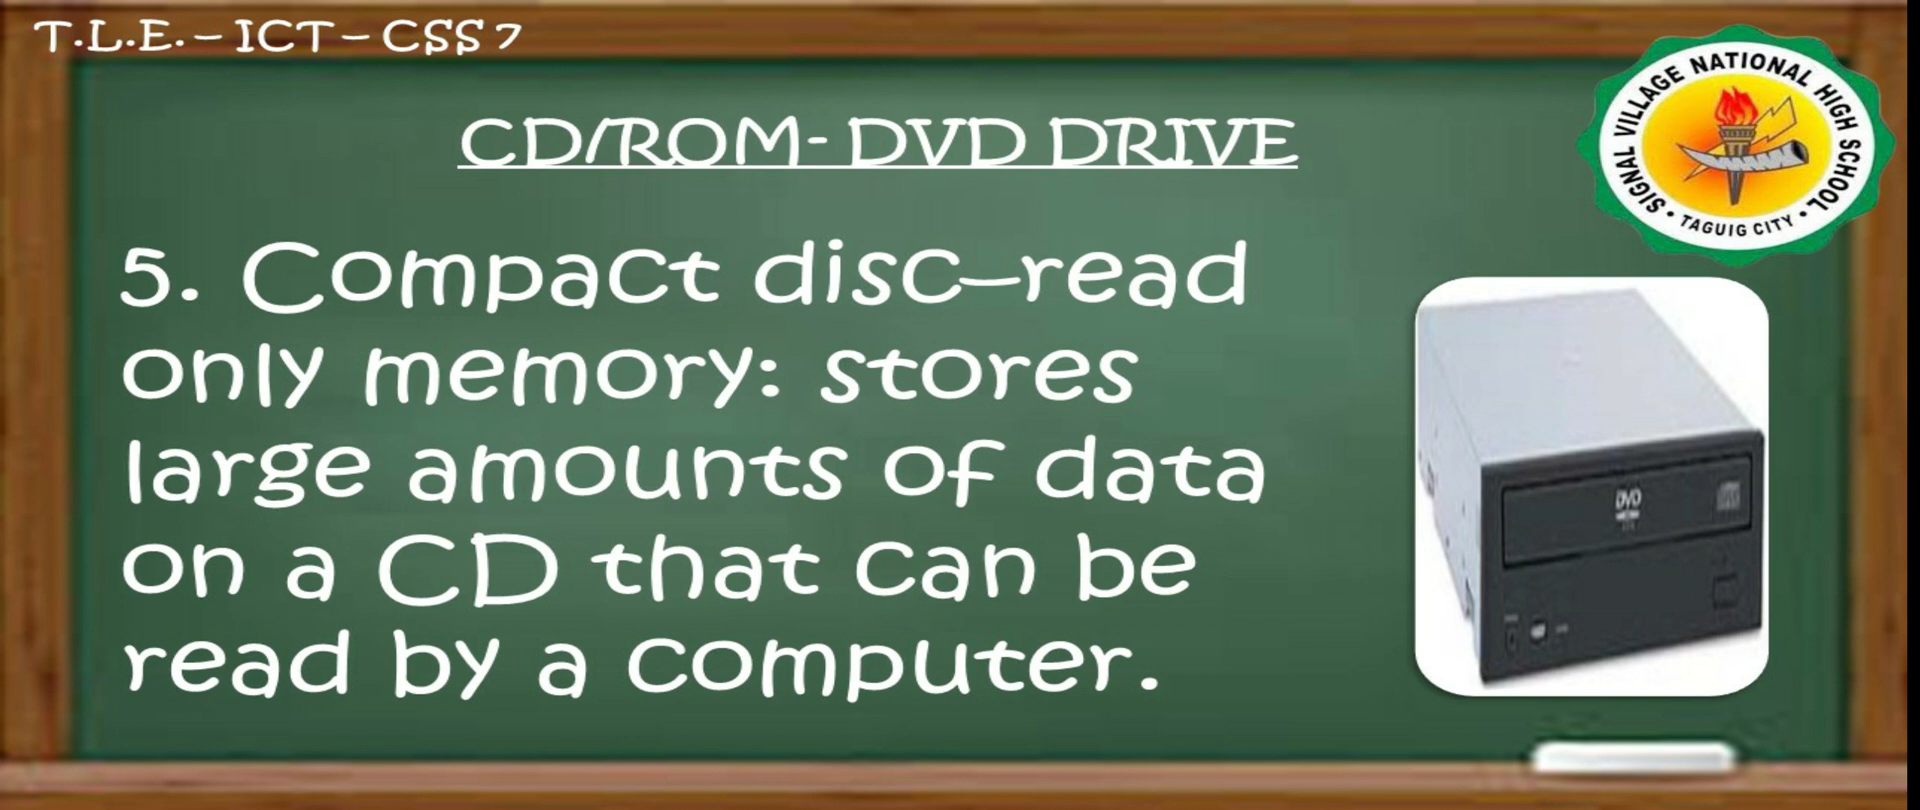 T.L.E. – ICT – CSS 7
SIGNAL VILLAGE NATIONAL HIGH SCHOOL
• TAGUIG CITY •
CD/ROM- DVD DRIVE
5. Compact disc–read
only memory: stores
large amounts of data
on a CD that can be
read by a computer.
DVD